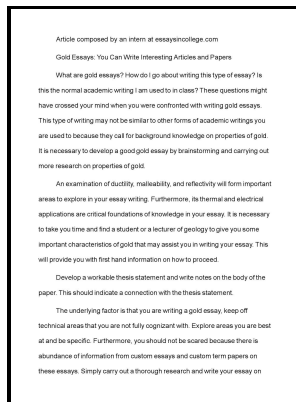 Article composed by an intern at essaysincollege.com
Gold Essays: You Can Write Interesting Articles and Papers
What are gold essays? How do I go about writing this type of essay? Is
this the normal academic writing I am used to in class? These questions might
have crossed your mind when you were confronted with writing gold essays.
This type of writing may not be similar to other forms of academic writings you
are used to because they call for background knowledge on properties of gold.
It is necessary to develop a good gold essay by brainstorming and carrying out
more research on properties of gold.
An examination of ductility, malleability, and reflectivity will form important
areas to explore in your essay writing. Furthermore, its thermal and electrical
applications are critical foundations of knowledge in your essay. It is necessary
to take you time and find a student or a lecturer of geology to give you some
important characteristics of gold that may assist you in writing your essay. This
will provide you with first hand information on how to proceed.
Develop a workable thesis statement and write notes on the body of the
paper. This should indicate a connection with the thesis statement.
The underlying factor is that you are writing a gold essay, keep off
technical areas that you are not fully cognizant with. Explore areas you are best
at and be specific. Furthermore, you should not be scared because there is
abundance of information from custom essays and custom term papers on
these essays. Simply carry out a thorough research and write your essay on